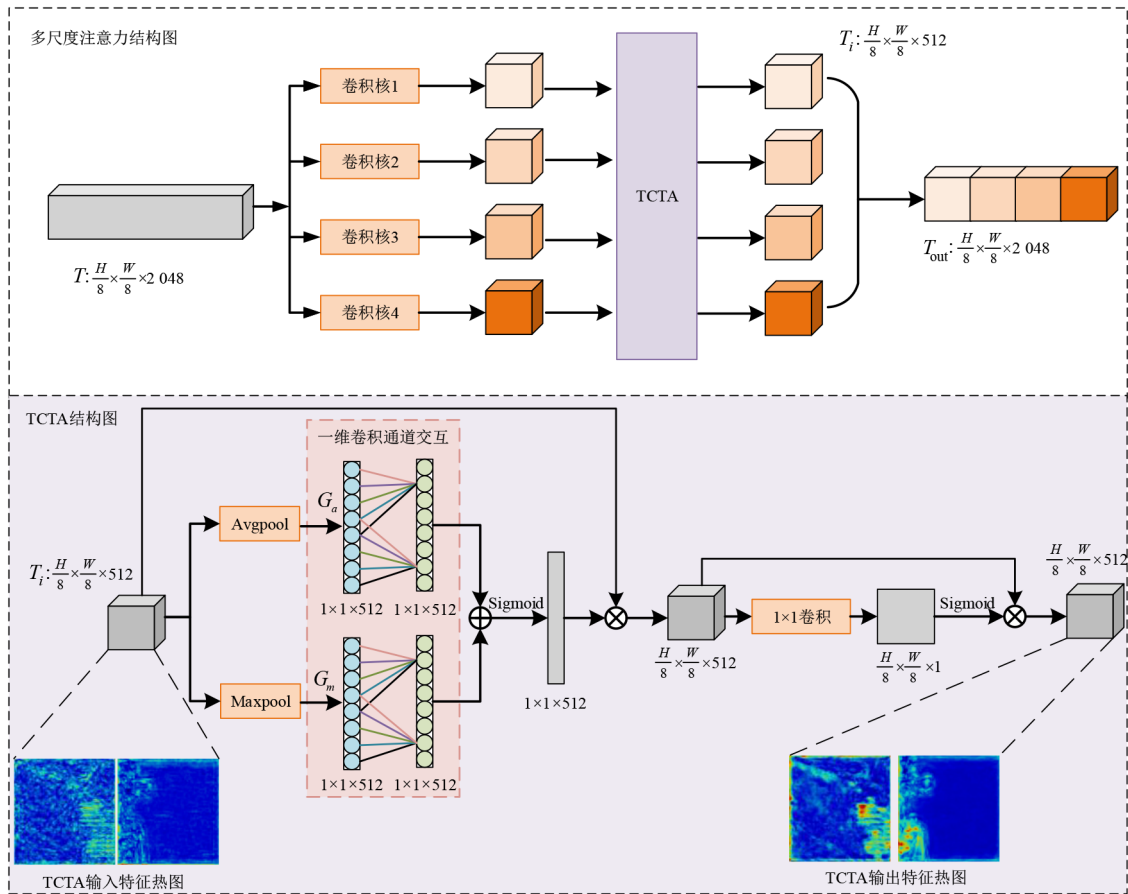 多尺度注意力结构图
T_i: H/8 × W/8 × 512
卷积核1
卷积核2
TCTA
卷积核3
卷积核4
T: H/8 × W/8 × 2 048
T_out: H/8 × W/8 × 2 048
TCTA结构图
一维卷积通道交互
G_a
Avgpool
T_i: H/8 × W/8 × 512
1×1×512 1×1×512
Sigmoid
1×1卷积
Sigmoid
H/8 × W/8 × 512
H/8 × W/8 × 512
H/8 × W/8 × 1
1×1×512
G_m
Maxpool
1×1×512 1×1×512
TCTA输入特征热图
TCTA输出特征热图